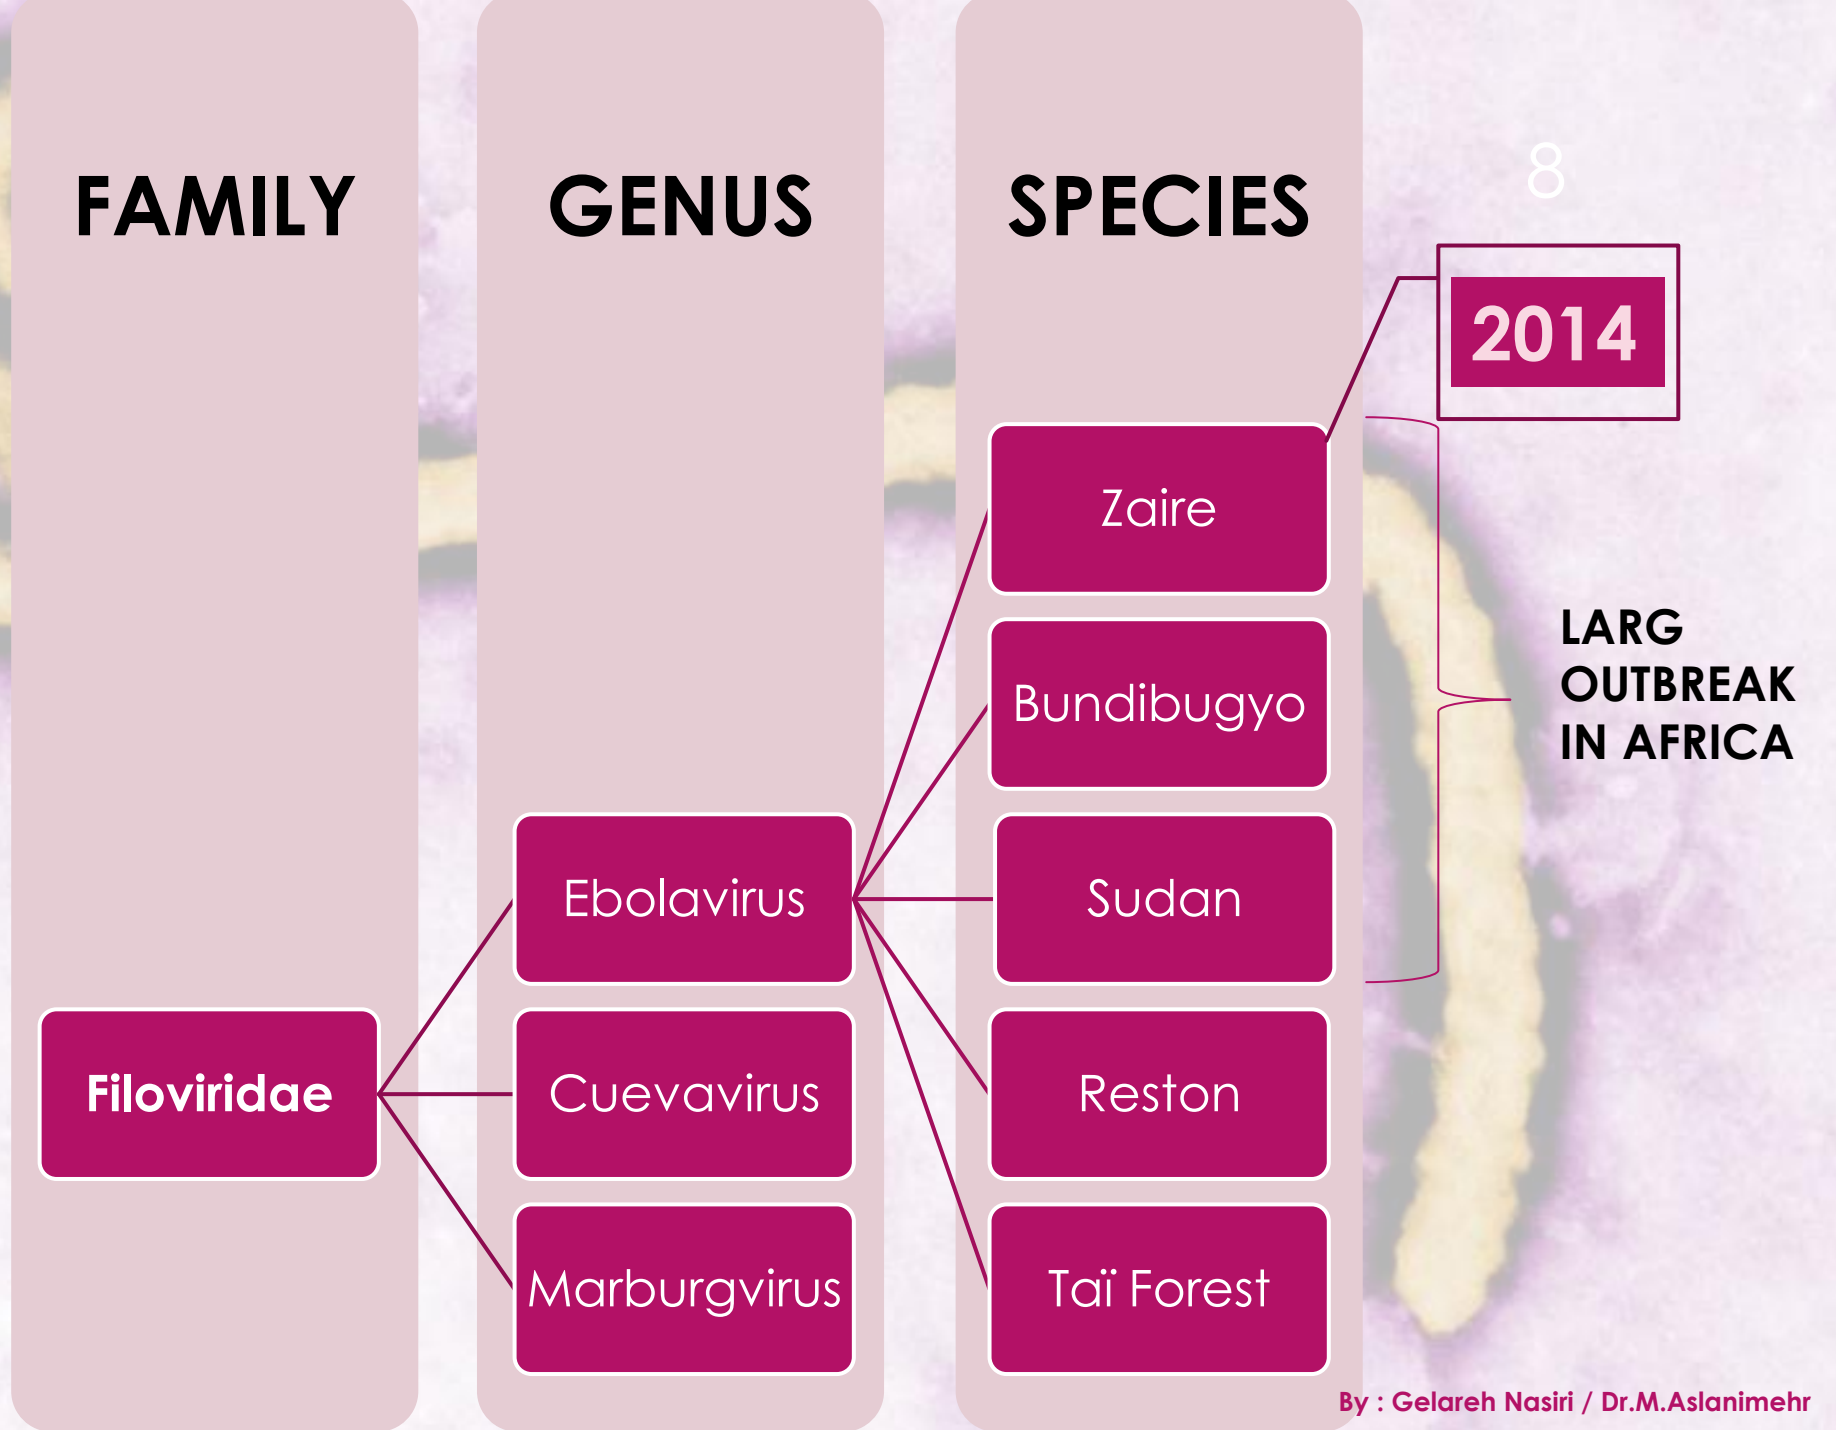 FAMILY
GENUS
SPECIES
8
2014
Zaire
Bundibugyo
Sudan
Reston
Taï Forest
Ebolavirus
Cuevavirus
Marburgvirus
Filoviridae
LARG
OUTBREAK
IN AFRICA
By : Gelareh Nasiri / Dr.M.Aslanimehr